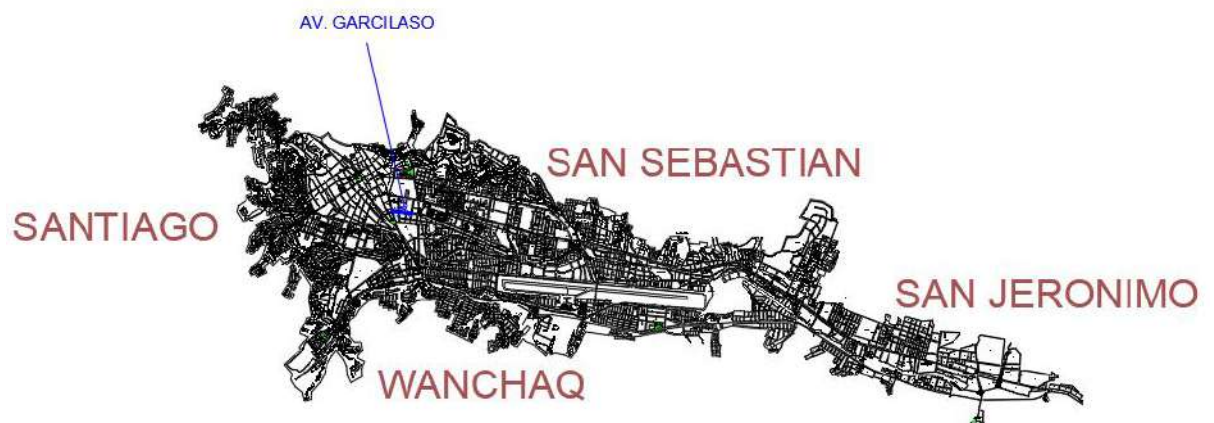 AV. GARCILASO
SAN SEBASTIAN
SANTIAGO
SAN JERONIMO
WANCHAQ